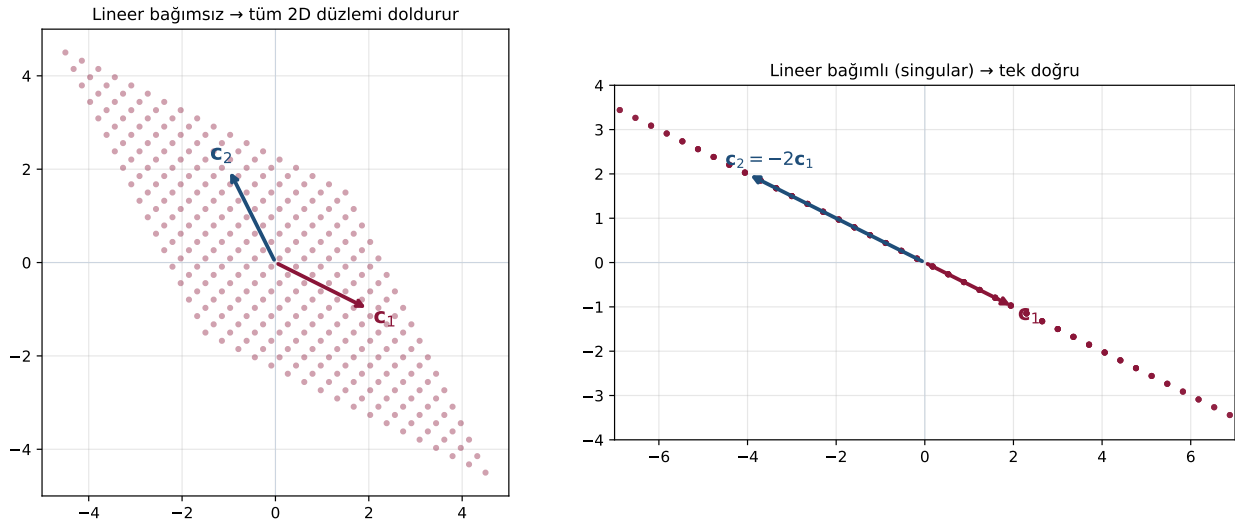 Lineer bağımsız → tüm 2D düzlemi doldurur
4
2
0
−2
−4
−4 −2 0 2 4
c₂
c₁
Lineer bağımlı (singular) → tek doğru
4
3
2
1
0
−1
−2
−3
−4
−6 −4 −2 0 2 4 6
c₂ = −2c₁
c₁